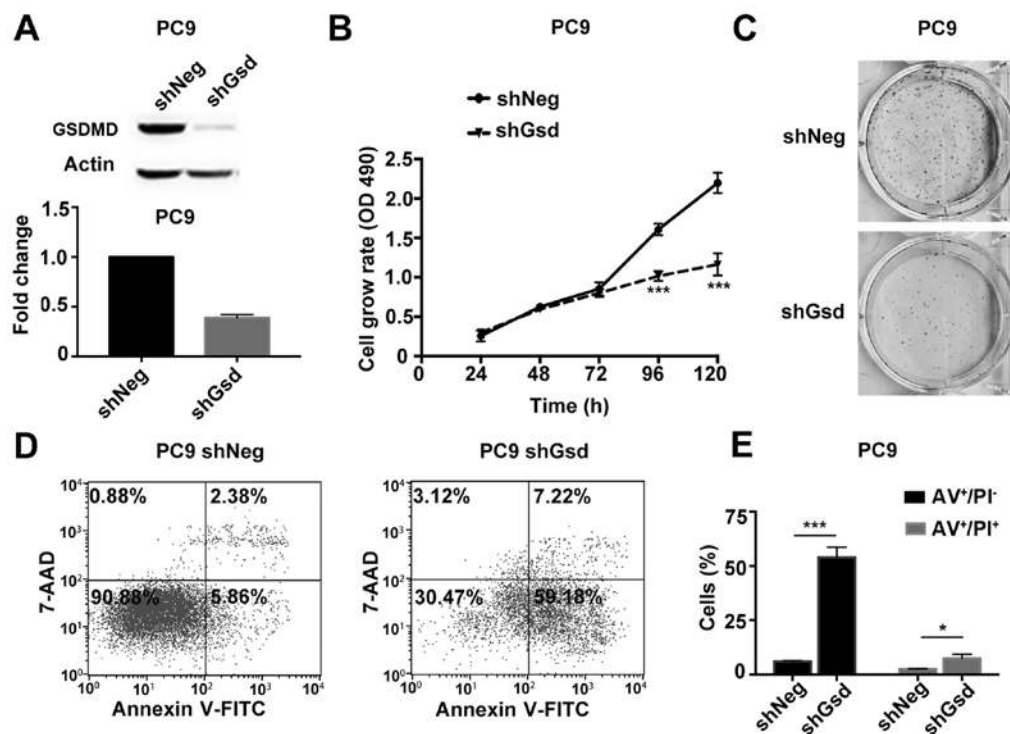 A
PC9
shNeg
shGsd
GSDMD
Actin
PC9
Fold change
1.5
1.0
0.5
0
shNeg
shGsd
B
PC9
shNeg
shGsd
Cell grow rate (OD 490)
2.5
2.0
1.5
1.0
0.5
0
***
***
0 24 48 72 96 120
Time (h)
C
PC9
shNeg
shGsd
D
PC9 shNeg
7-AAD
10⁴
10³
10²
10¹
10⁰
0.88% 2.38%
90.88% 5.86%
10⁰ 10¹ 10² 10³ 10⁴
Annexin V-FITC
PC9 shGsd
7-AAD
10⁴
10³
10²
10¹
10⁰
3.12% 7.22%
30.47% 59.18%
10⁰ 10¹ 10² 10³ 10⁴
Annexin V-FITC
E
PC9
AV⁺/PI⁻
AV⁺/PI⁺
Cells (%)
75
50
25
0
***
*
shNeg
shGsd
shNeg
shGsd